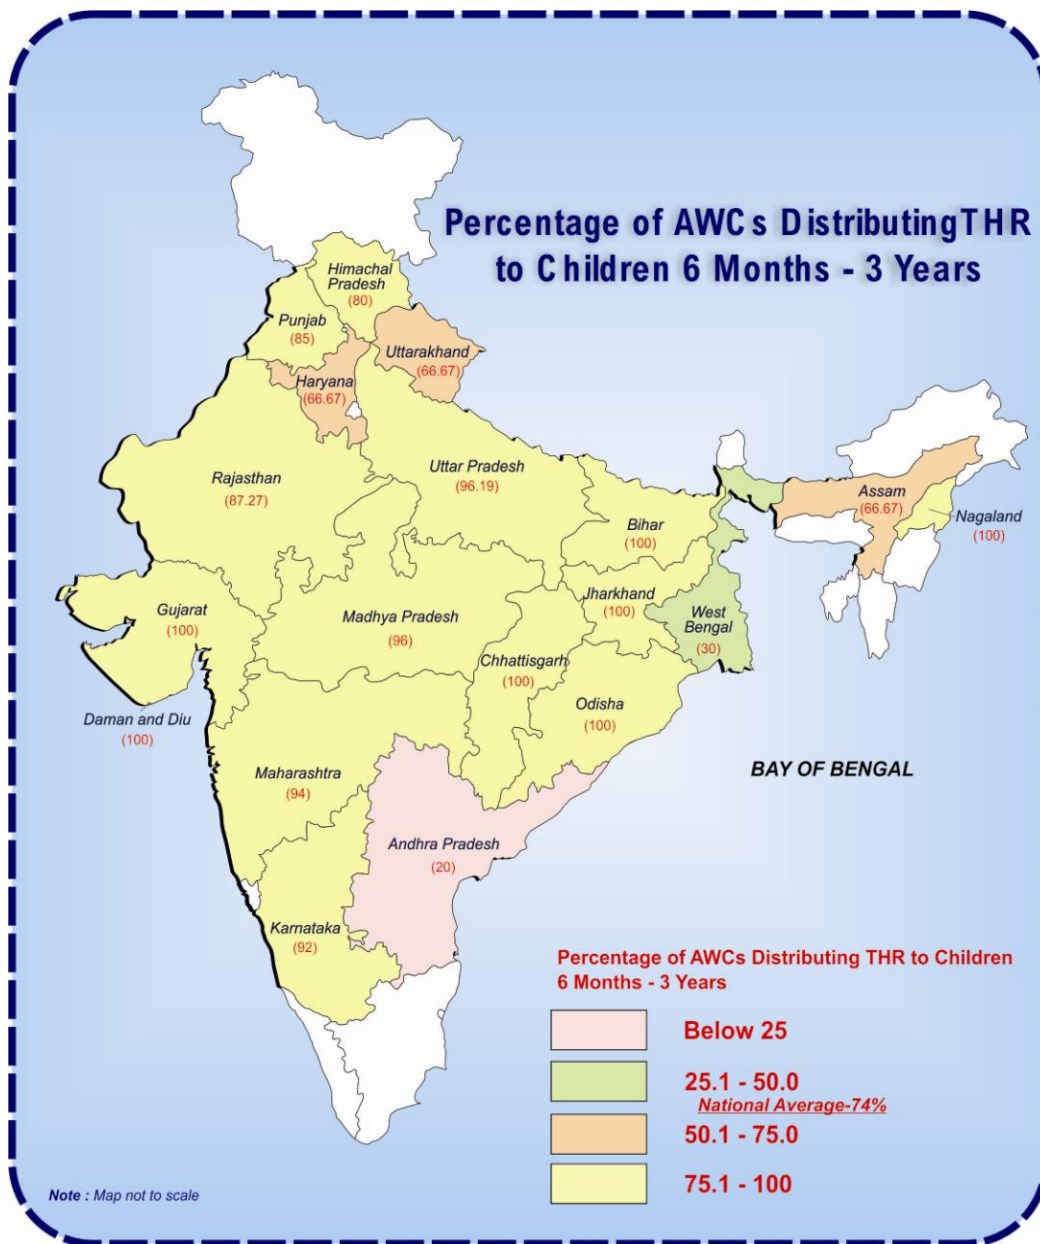 Percentage of AWCs Distributing THR
to Children 6 Months - 3 Years
Himachal
Pradesh
(80)
Punjab
(85)
Uttarakhand
(66.67)
Haryana
(66.67)
Rajasthan
(87.27)
Uttar Pradesh
(96.19)
Bihar
(100)
Assam
(66.67)
Nagaland
(100)
Gujarat
(100)
Madhya Pradesh
(96)
Jharkhand
(100)
West
Bengal
(30)
Chhattisgarh
(100)
Odisha
(100)
Daman and Diu
(100)
Maharashtra
(94)
BAY OF BENGAL
Andhra Pradesh
(20)
Karnataka
(92)
Percentage of AWCs Distributing THR to Children
6 Months - 3 Years
Below 25
25.1 - 50.0
National Average-74%
50.1 - 75.0
75.1 - 100
Note : Map not to scale